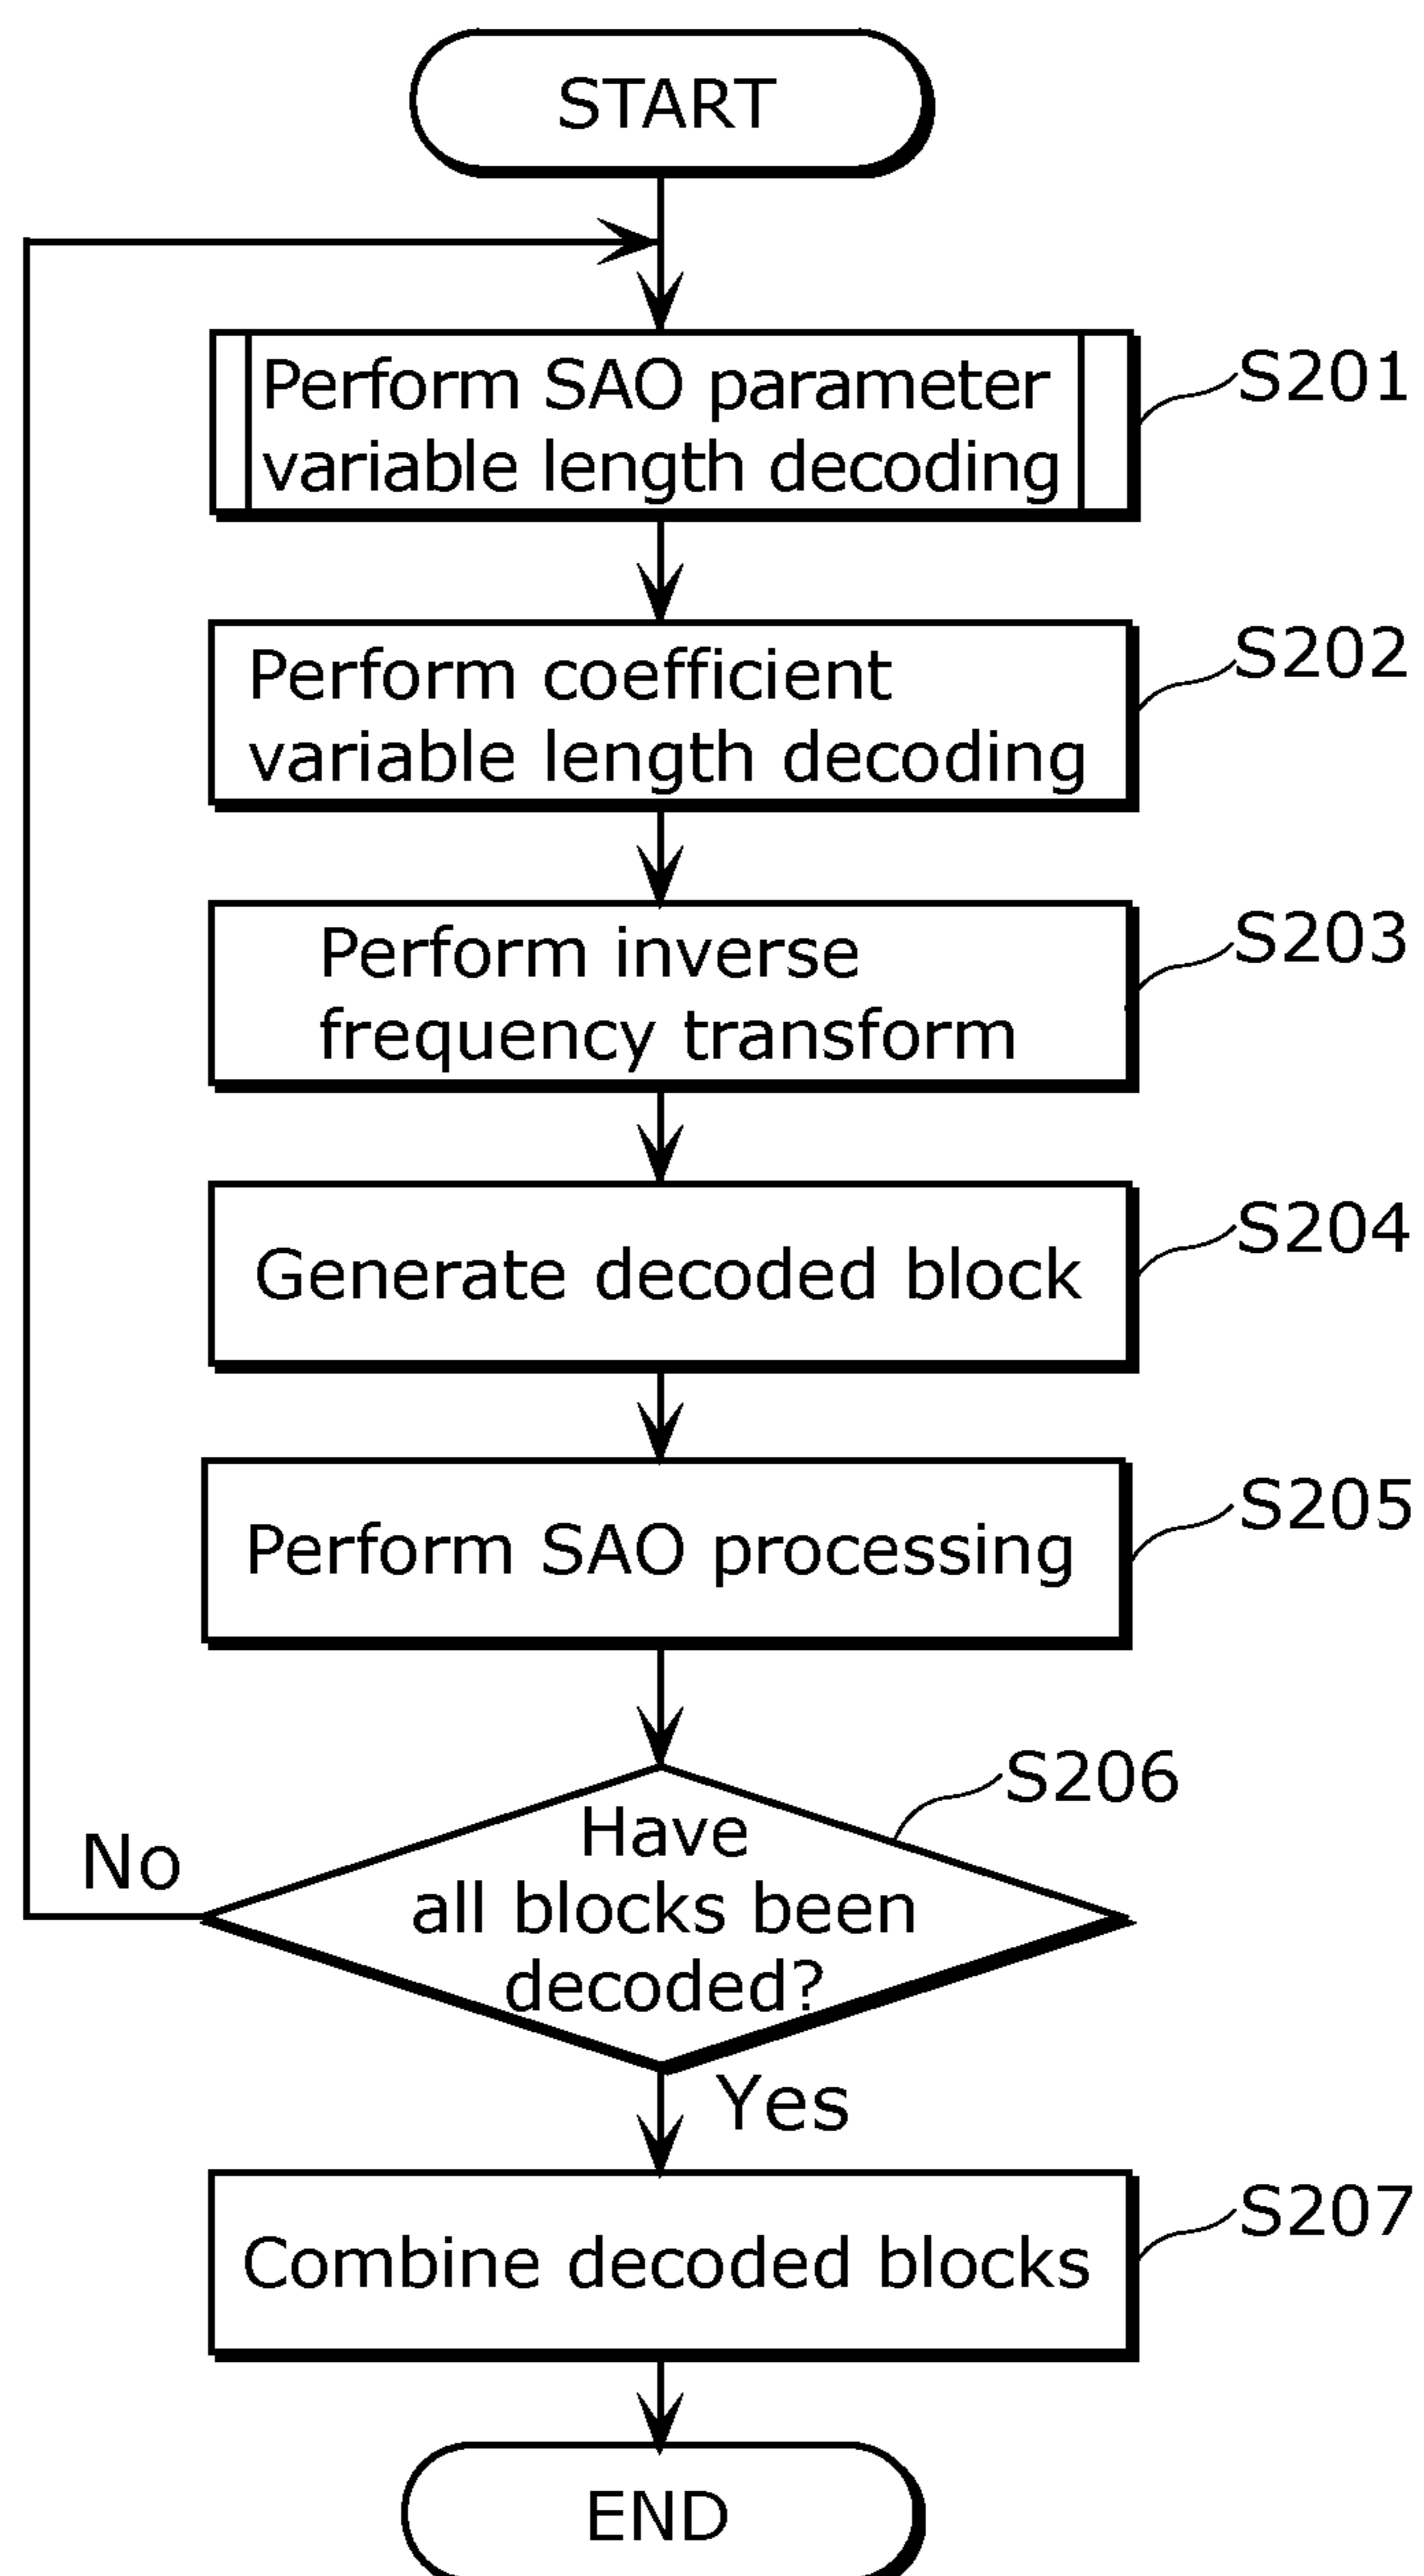 START
Perform SAO parameter
variable length decoding
S201
Perform coefficient
variable length decoding
S202
Perform inverse
frequency transform
S203
Generate decoded block
S204
Perform SAO processing
S205
Have
all blocks been
decoded?
S206
No
Yes
Combine decoded blocks
S207
END